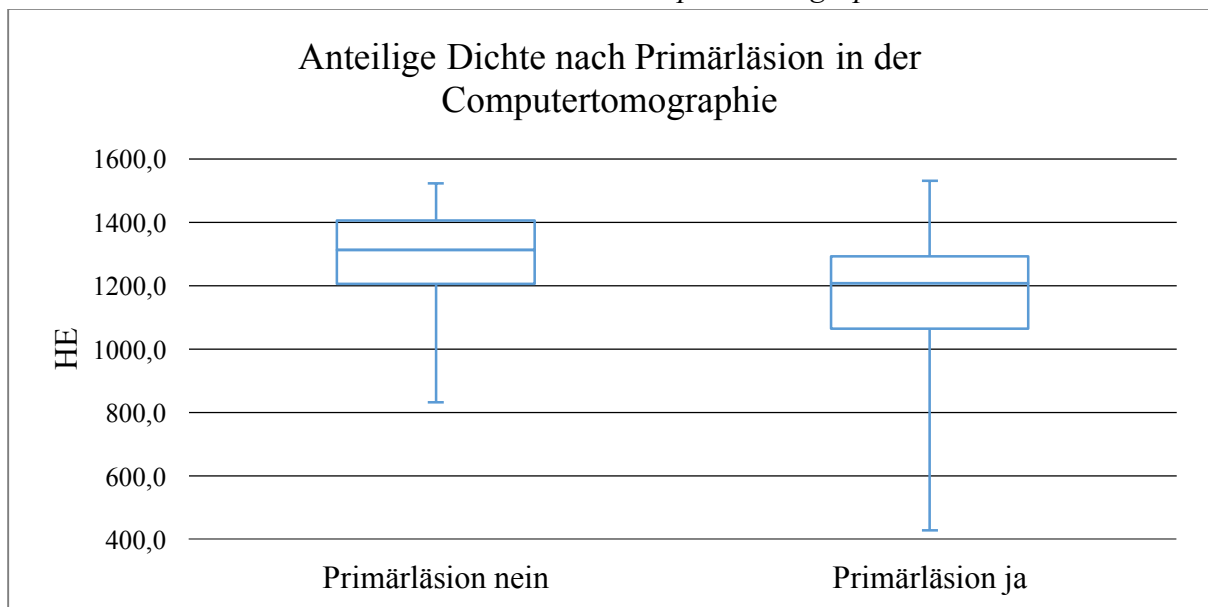 Anteilige Dichte nach Primärläsion in der
Computertomographie
1600,0
1400,0
1200,0
1000,0
800,0
600,0
400,0
HE
Primärläsion nein
Primärläsion ja